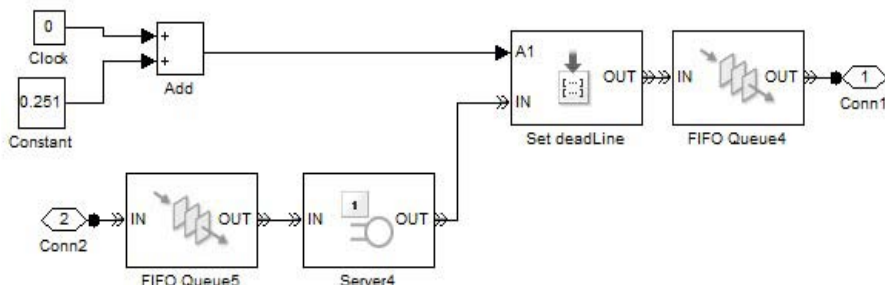 0
Clock
+
+
Add
0.251
Constant
A1
IN
OUT
[...]
Set deadLine
IN
OUT
FIFO Queue4
1
Conn1
2
Conn2
IN
OUT
FIFO Queue5
IN
1
OUT
Server4